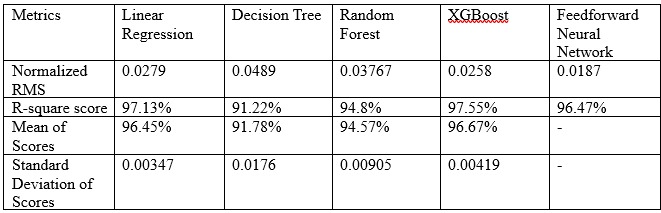 Metrics Linear Decision Tree Random XGBoost Feedforward
Regression Forest Neural
Network
Normalized 0.0279 0.0489 0.03767 0.0258 0.0187
RMS
R-square score 97.13% 91.22% 94.8% 97.55% 96.47%
Mean of 96.45% 91.78% 94.57% 96.67% -
Scores
Standard 0.00347 0.0176 0.00905 0.00419 -
Deviation of
Scores